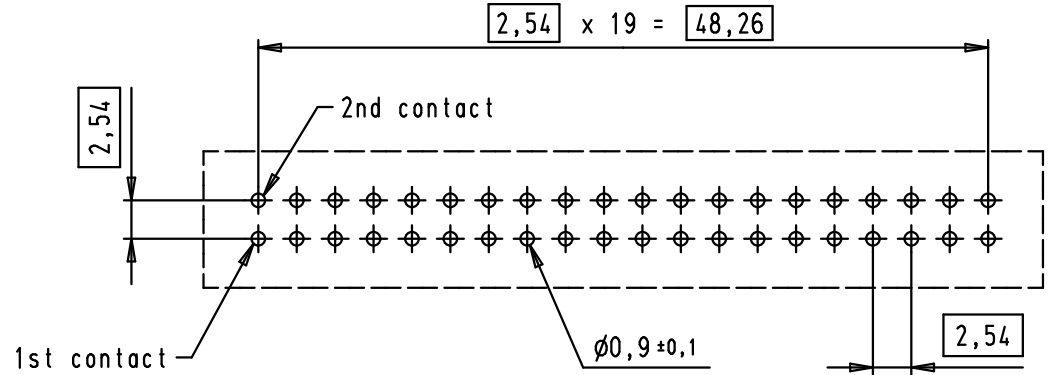 2,54 x 19 = 48,26
2,54
2nd contact
1st contact
Ø0,9 ±0,1
2,54